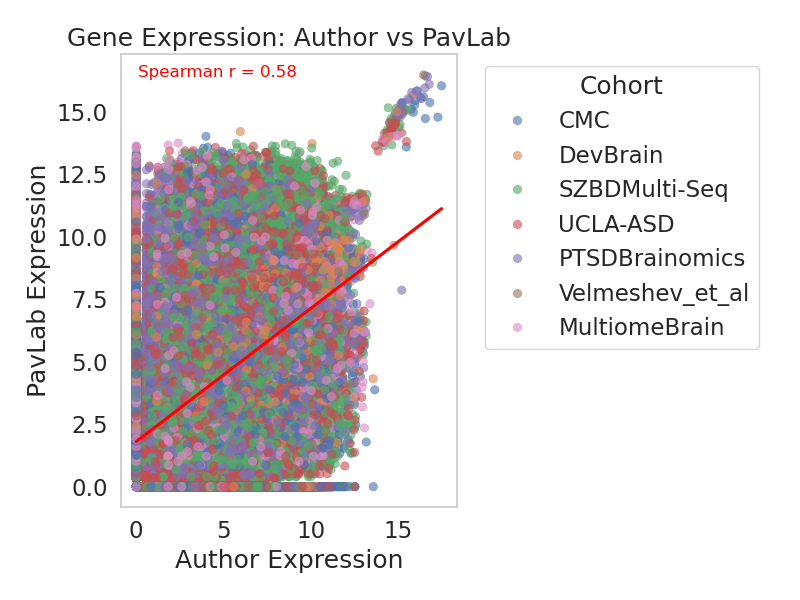 Gene Expression: Author vs PavLab
Spearman r = 0.58
PavLab Expression
15.0
12.5
10.0
7.5
5.0
2.5
0.0
0 5 10 15
Author Expression
Cohort
CMC
DevBrain
SZBDMulti-Seq
UCLA-ASD
PTSDBrainomics
Velmeshev_et_al
MultiomeBrain